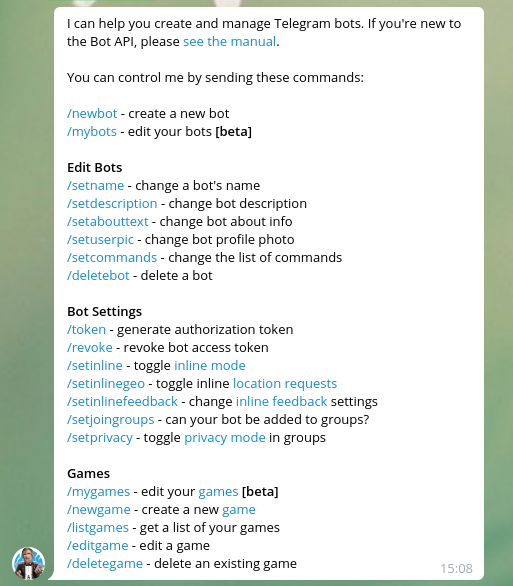 I can help you create and manage Telegram bots. If you're new to
the Bot API, please see the manual.
You can control me by sending these commands:
/newbot - create a new bot
/mybots - edit your bots [beta]
Edit Bots
/setname - change a bot's name
/setdescription - change bot description
/setabouttext - change bot about info
/setuserpic - change bot profile photo
/setcommands - change the list of commands
/deletebot - delete a bot
Bot Settings
/token - generate authorization token
/revoke - revoke bot access token
/setinline - toggle inline mode
/setinlinegeo - toggle inline location requests
/setinlinefeedback - change inline feedback settings
/setjoingroups - can your bot be added to groups?
/setprivacy - toggle privacy mode in groups
Games
/mygames - edit your games [beta]
/newgame - create a new game
/listgames - get a list of your games
/editgame - edit a game
/deletegame - delete an existing game
15:08